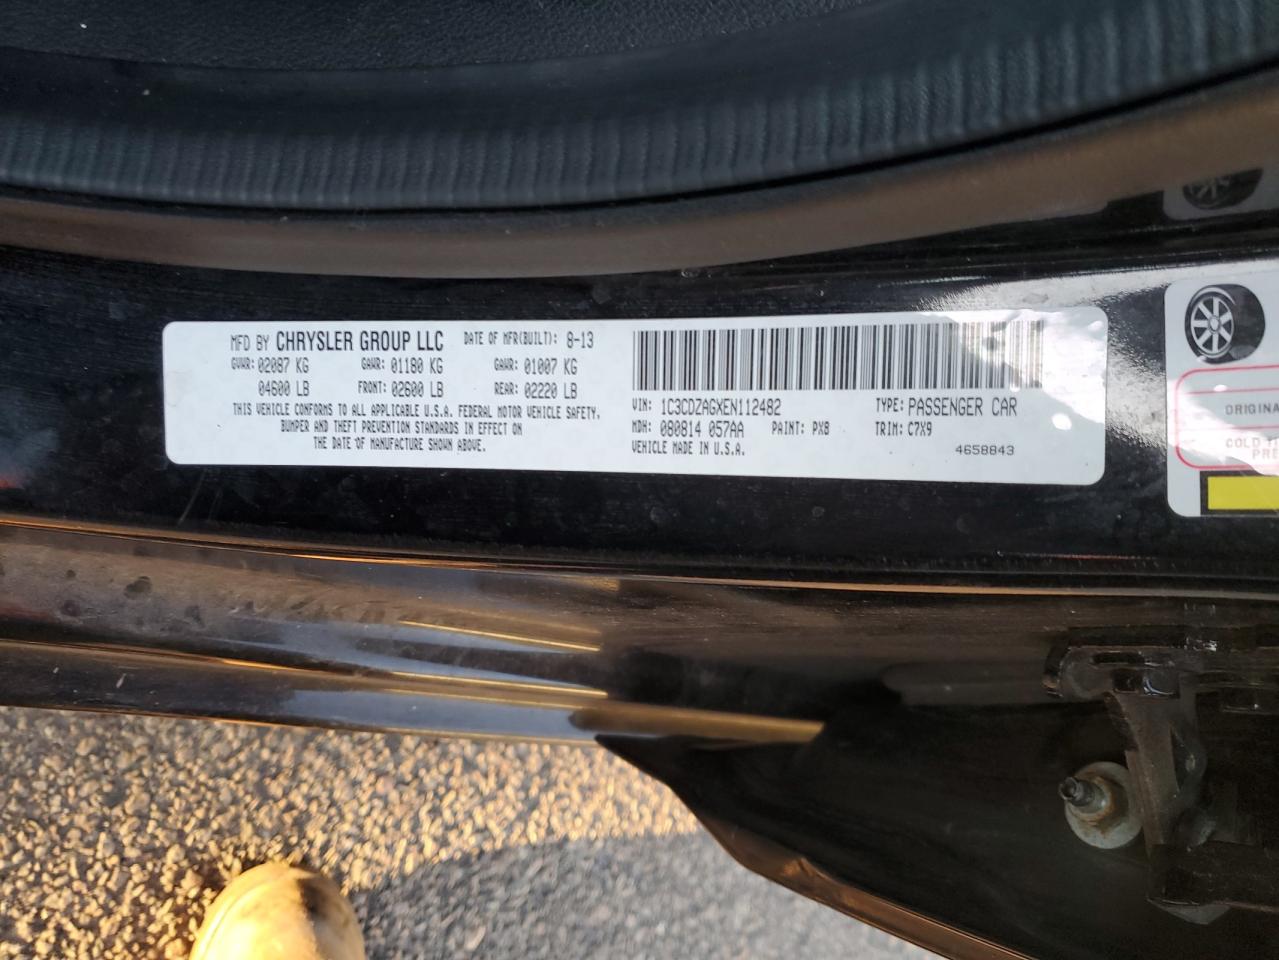 MFD BY CHRYSLER GROUP LLC DATE OF MFR(BUILT): 8-13
GVWR: 02087 KG GAWR: 01180 KG GAWR: 01007 KG
04600 LB FRONT: 02600 LB REAR: 02220 LB
THIS VEHICLE CONFORMS TO ALL APPLICABLE U.S.A. FEDERAL MOTOR VEHICLE SAFETY,
BUMPER AND THEFT PREVENTION STANDARDS IN EFFECT ON
THE DATE OF MANUFACTURE SHOWN ABOVE.
VIN: 1C3CDZAGXEN112482 TYPE: PASSENGER CAR
MDH: 080814 057AA PAINT: PX8 TRIM: C7X9
VEHICLE MADE IN U.S.A. 4658843
ORIGINA
COLD TI
PRE